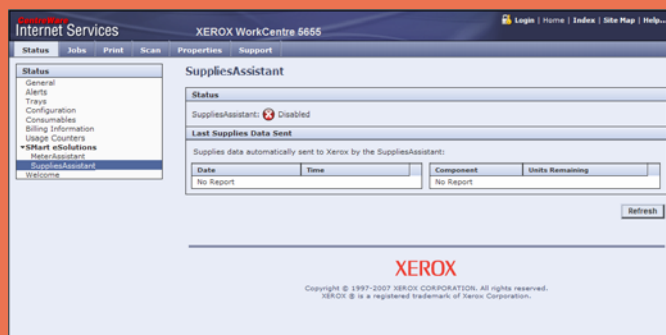 CentreWare
Internet Services
XEROX WorkCentre 5655
Login | Home | Index | Site Map | Help...
Status Jobs Print Scan Properties Support
Status
General
Alerts
Trays
Configuration
Consumables
Billing Information
Usage Counters
▾SMart eSolutions
MeterAssistant
SuppliesAssistant
Welcome
SuppliesAssistant
Status
SuppliesAssistant: Disabled
Last Supplies Data Sent
Supplies data automatically sent to Xerox by the SuppliesAssistant:
Date Time Component Units Remaining
No Report No Report
Refresh
XEROX
Copyright © 1997-2007 XEROX CORPORATION. All rights reserved.
XEROX ® is a registered trademark of Xerox Corporation.